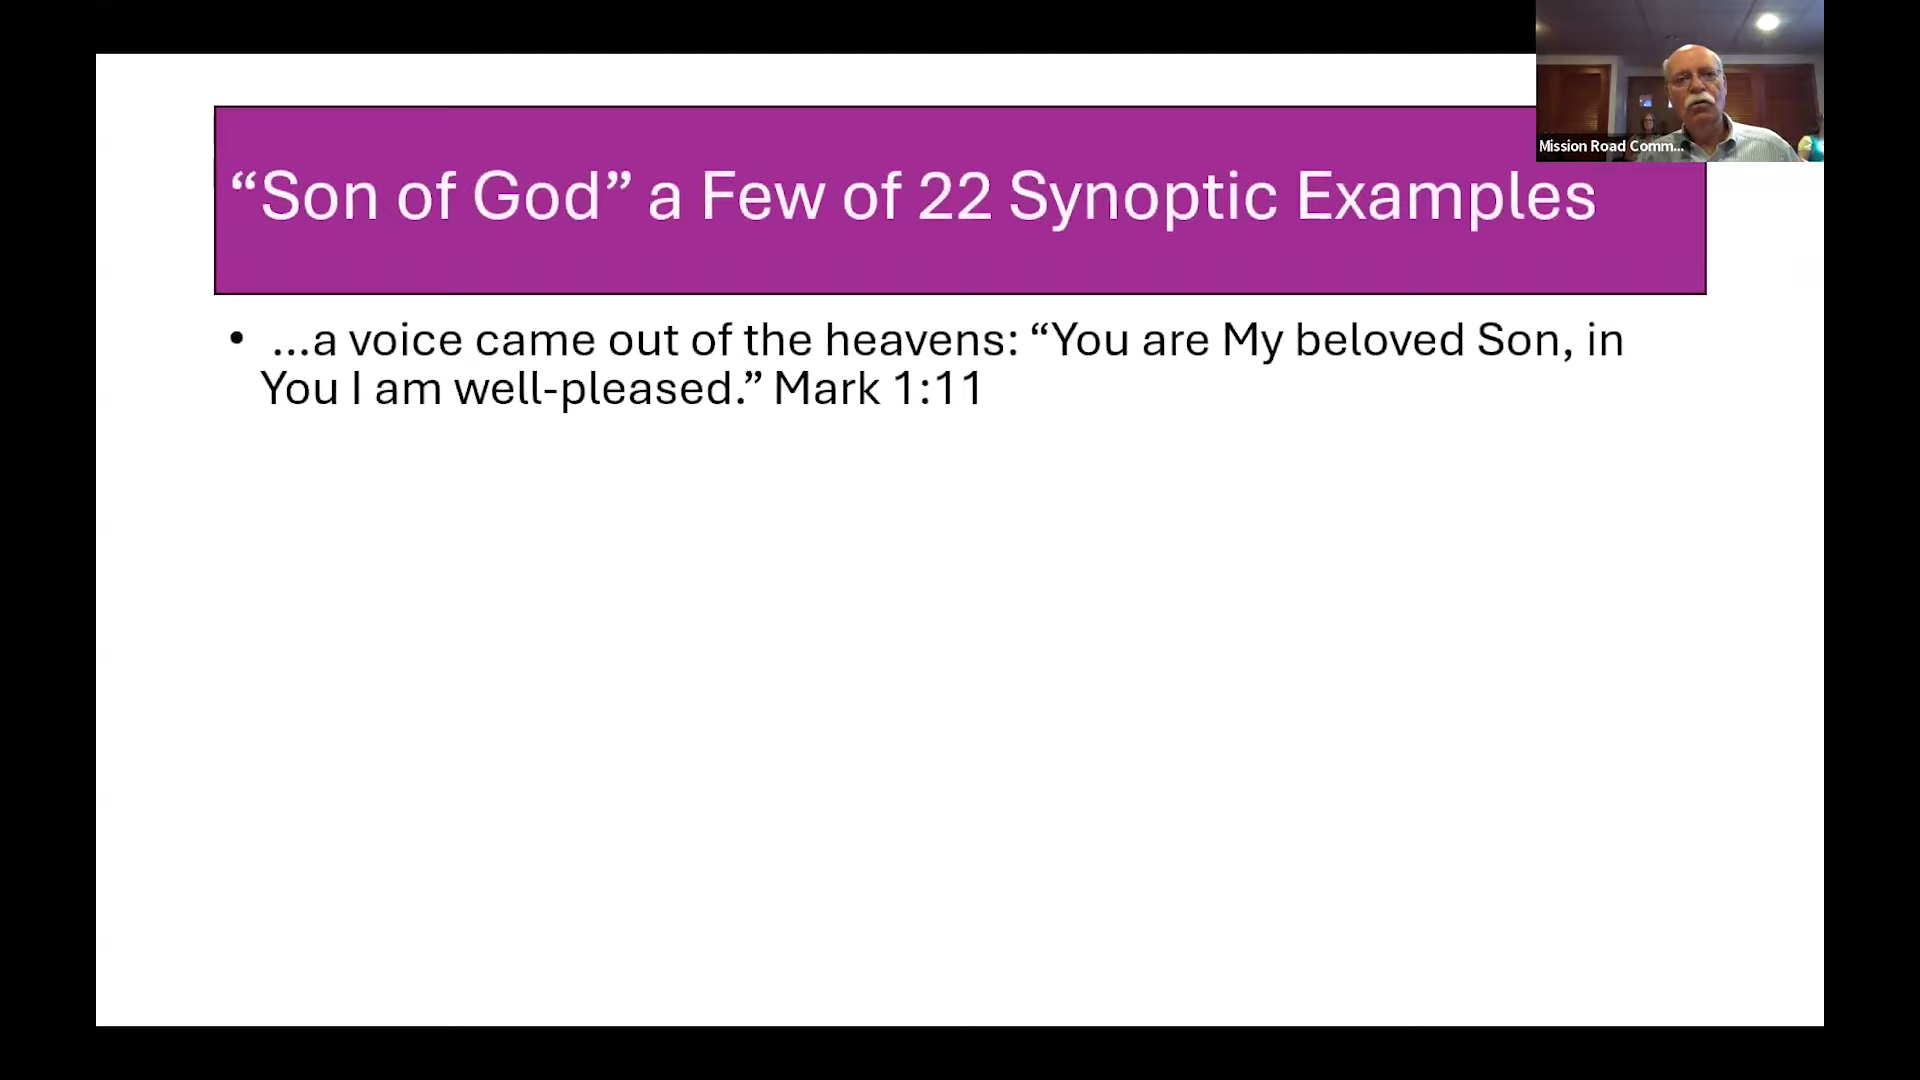 Mission Road Comm...
“Son of God” a Few of 22 Synoptic Examples
• ...a voice came out of the heavens: “You are My beloved Son, in
You I am well-pleased.” Mark 1:11